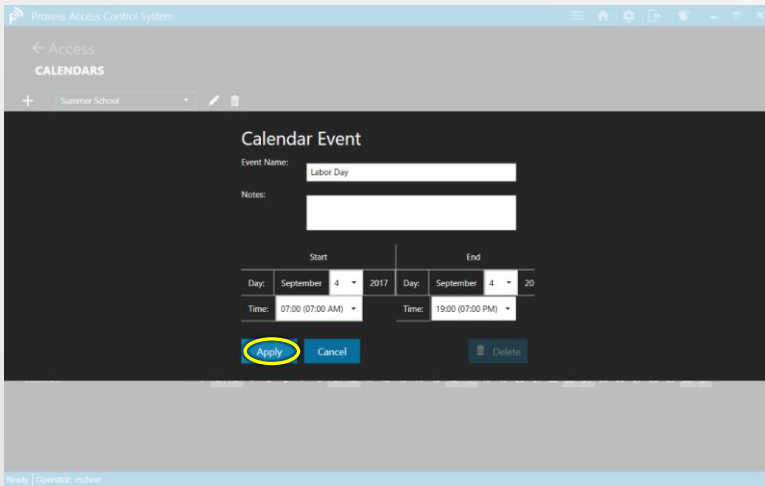 Proxess Access Control System
Access
CALENDARS
Summer School
Calendar Event
Event Name:
Labor Day
Notes:
Start End
Day: September 4 2017 Day: September 4 20
Time: 07:00 (07:00 AM) Time: 19:00 (07:00 PM)
Apply Cancel Delete
Ready Operator: rschorr